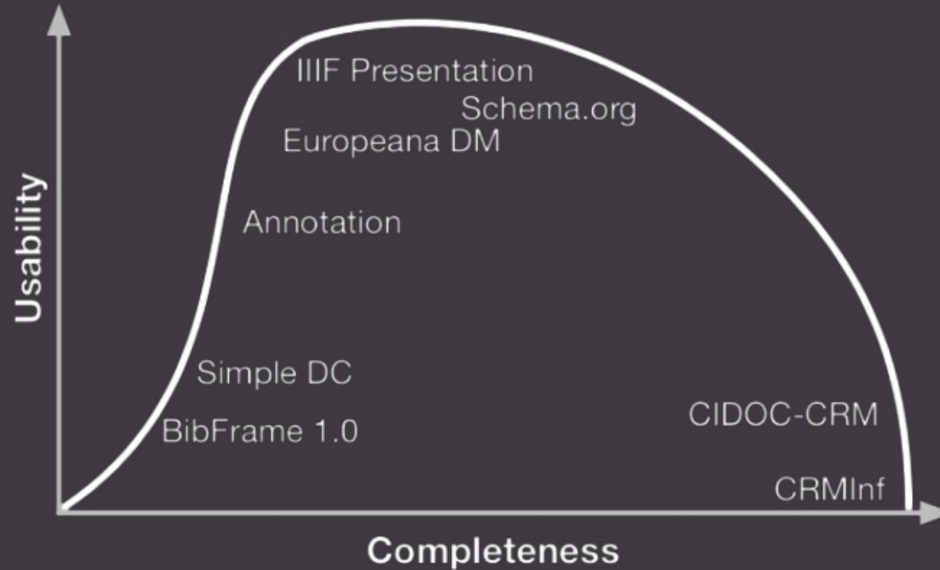 IIIF Presentation
Schema.org
Europeana DM
Annotation
Usability
Simple DC
BibFrame 1.0
CIDOC-CRM
CRMInf
Completeness